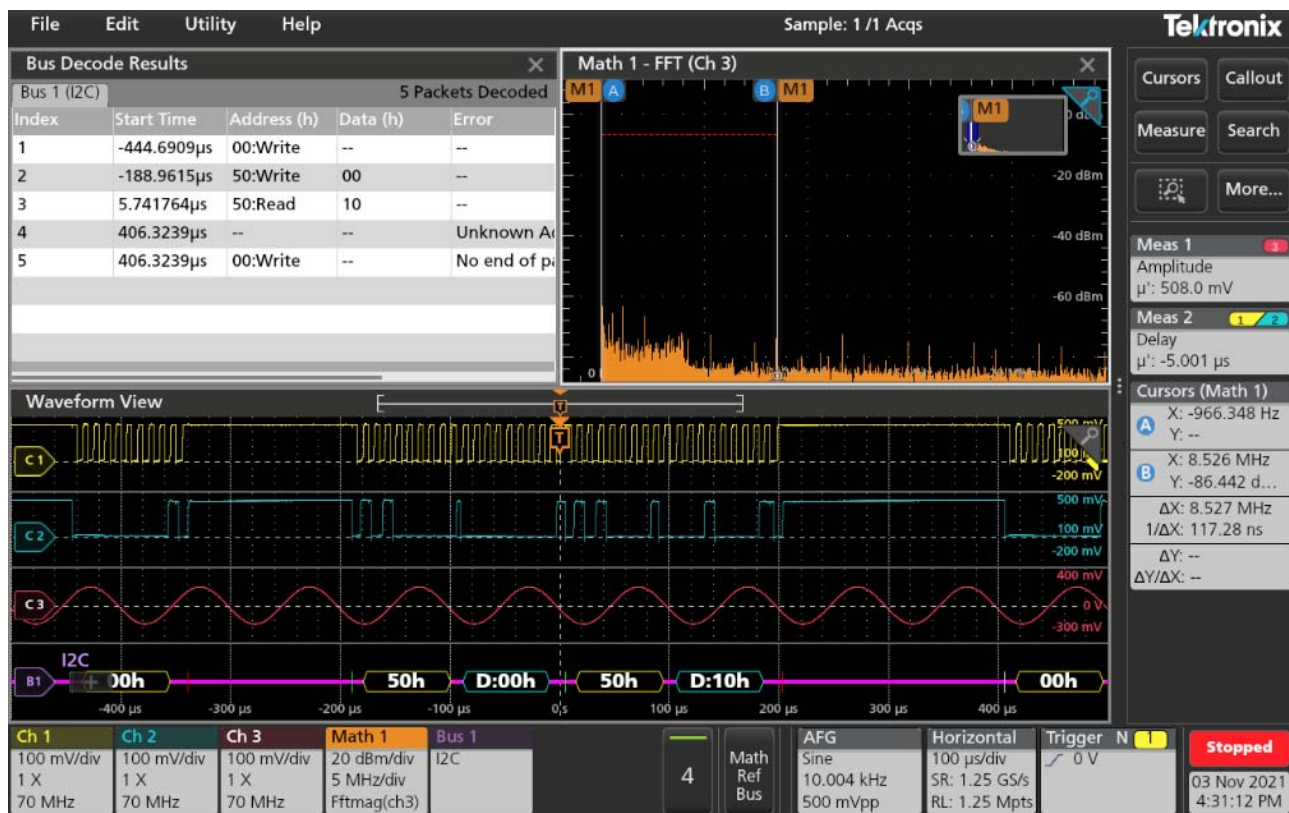 File Edit Utility Help Sample: 1 /1 Acqs Tektronix
Bus Decode Results
Bus 1 (I2C) 5 Packets Decoded
Index Start Time Address (h) Data (h) Error
1 -444.6909µs 00:Write -- --
2 -188.9615µs 50:Write 00 --
3 5.741764µs 50:Read 10 --
4 406.3239µs -- -- Unknown
5 406.3239µs 00:Write -- No end of
Math 1 - FFT (Ch 3)
M1 A B M1
M1
-20 dBm
-40 dBm
-60 dBm
0
Cursors Callout
Measure Search
More...
Meas 1 3
Amplitude
µ': 508.0 mV
Meas 2 1 2
Delay
µ': -5.001 µs
Cursors (Math 1)
A X: -966.348 Hz
Y: --
B X: 8.526 MHz
Y: -86.442 d...
ΔX: 8.527 MHz
1/ΔX: 117.28 ns
ΔY: --
ΔY/ΔX: --
Waveform View
T
T
C 1
500 mV
100
-200 mV
C 2
500 mV
100 mV
-200 mV
C 3
400 mV
0 V
-300 mV
I2C
B1 00h 50h D:00h 50h D:10h 00h
-400 µs -300 µs -200 µs -100 µs 0s 100 µs 200 µs 300 µs 400 µs
Ch 1
100 mV/div
1 X
70 MHz
Ch 2
100 mV/div
1 X
70 MHz
Ch 3
100 mV/div
1 X
70 MHz
Math 1
20 dBm/div
5 MHz/div
Fftmag(ch3)
Bus 1
I2C
4
Math
Ref
Bus
AFG
Sine
10.004 kHz
500 mVpp
Horizontal
100 µs/div
SR: 1.25 GS/s
RL: 1.25 Mpts
Trigger N 1
0 V
Stopped
03 Nov 2021
4:31:12 PM